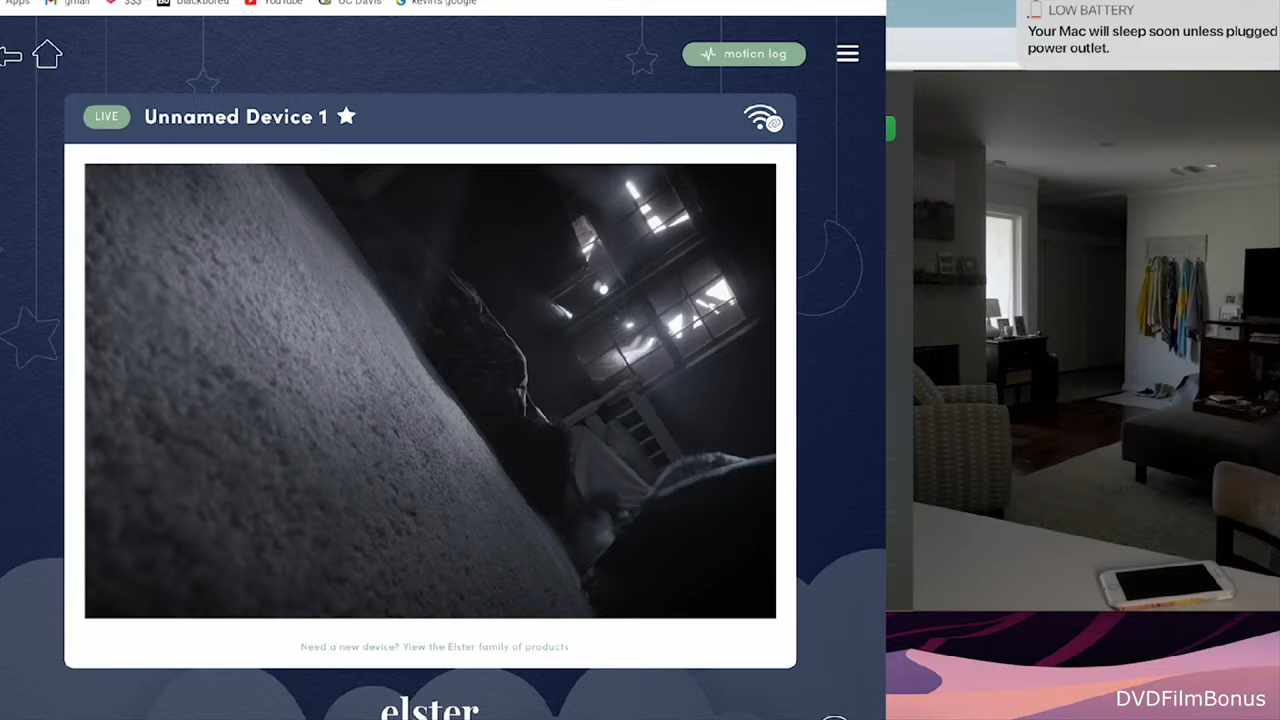 Apps gmail $$$ Blackbored YouTube UC Davis kevin's google
LOW BATTERY
Your Mac will sleep soon unless plugged
power outlet.
motion log
LIVE Unnamed Device 1
Need a new device? View the Elster family of products
elster
DVDFilmBonus